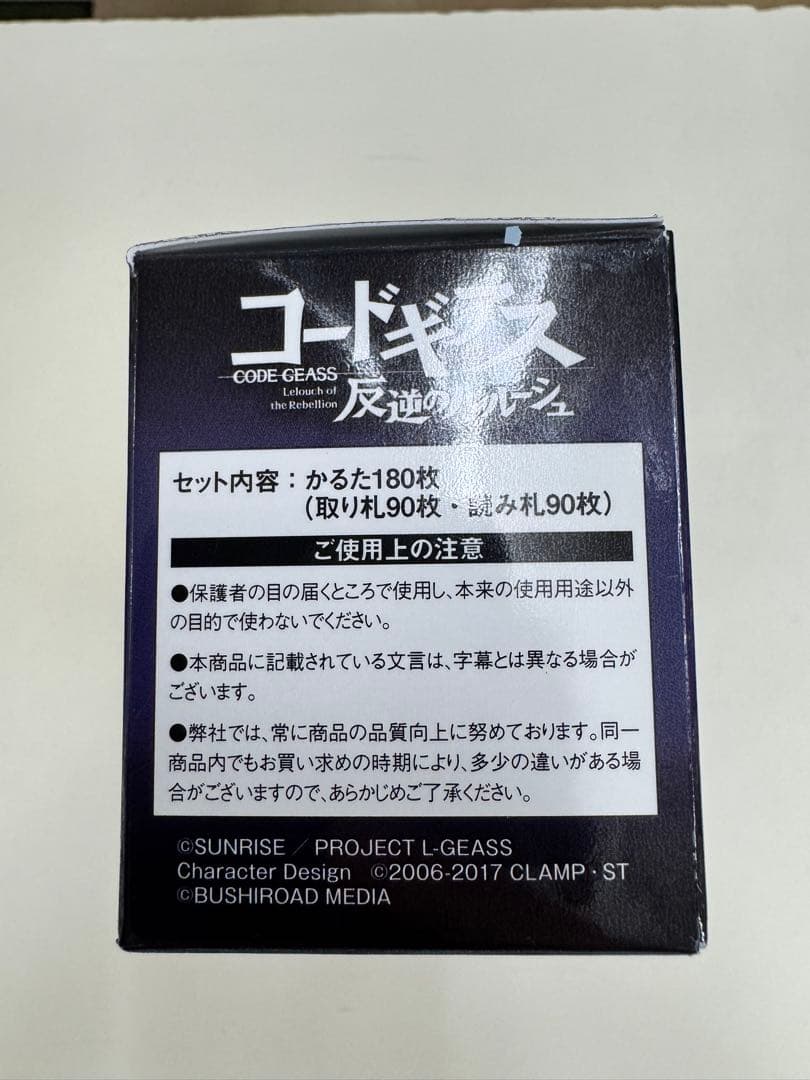 コードギアス
CODE GEASS
Lelouch of
the Rebellion
反逆のルルーシュ
セット内容：かるた180枚
（取り札90枚・読み札90枚）
ご使用上の注意
●保護者の目の届くところで使用し、本来の使用用途以外
の目的で使わないでください。
●本商品に記載されている文言は、字幕とは異なる場合が
ございます。
●弊社では、常に商品の品質向上に努めております。同一
商品内でもお買い求めの時期により、多少の違いがある場
合がございますので、あらかじめご了承ください。
©SUNRISE／PROJECT L-GEASS
Character Design ©2006-2017 CLAMP・ST
©BUSHIROAD MEDIA